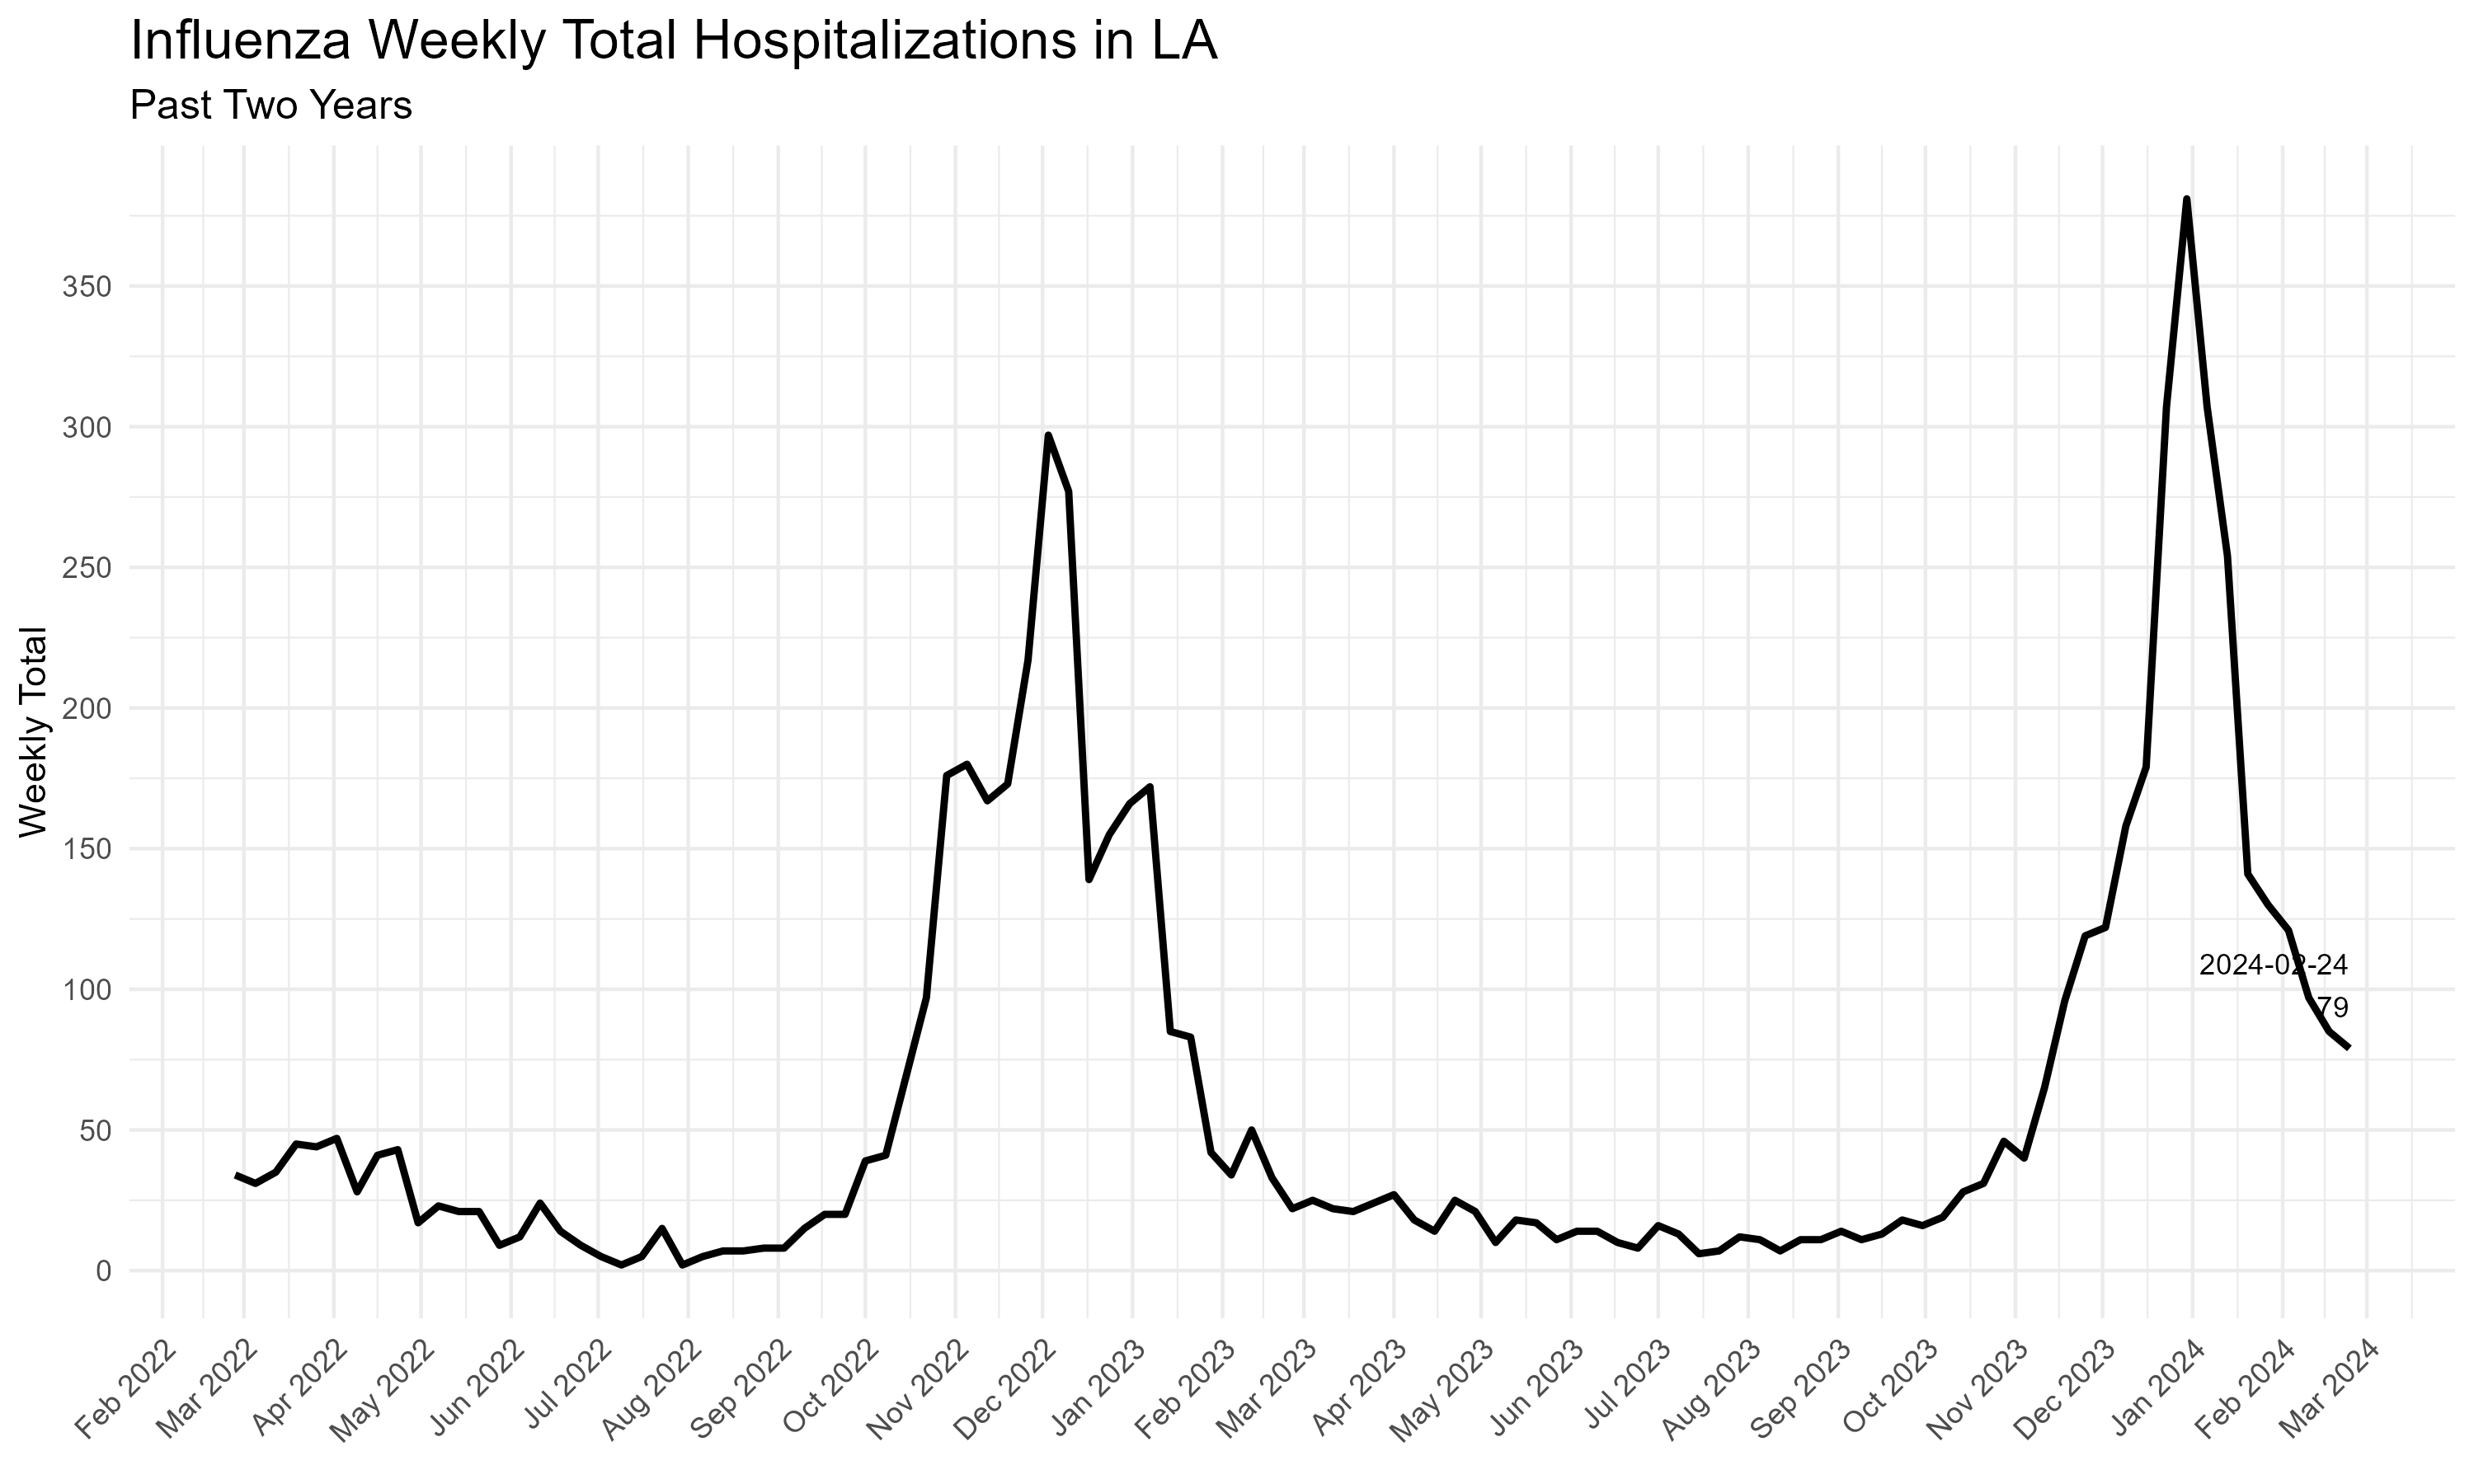 Influenza Weekly Total Hospitalizations in LA
Past Two Years
Weekly Total
350
300
250
200
150
100
50
0
2024-02-24
79
Feb 2022
Mar 2022
Apr 2022
May 2022
Jun 2022
Jul 2022
Aug 2022
Sep 2022
Oct 2022
Nov 2022
Dec 2022
Jan 2023
Feb 2023
Mar 2023
Apr 2023
May 2023
Jun 2023
Jul 2023
Aug 2023
Sep 2023
Oct 2023
Nov 2023
Dec 2023
Jan 2024
Feb 2024
Mar 2024